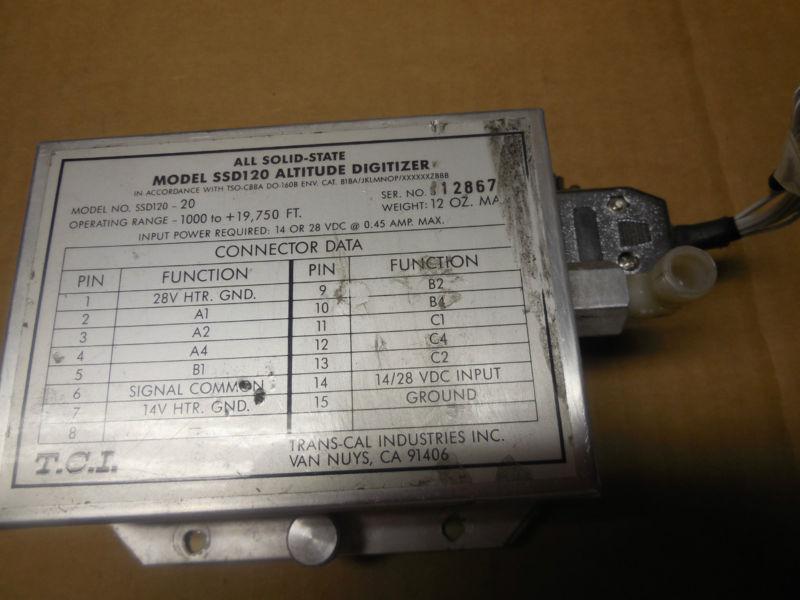 ALL SOLID-STATE
MODEL SSD120 ALTITUDE DIGITIZER
IN ACCORDANCE WITH TSO-C88A DO-160B ENV. CAT. B1BA/JKLMNOP/XXXXXXZBBB
MODEL NO. SSD120 - 20 SER. NO. 12867
OPERATING RANGE - 1000 to + 19,750 FT. WEIGHT: 12 OZ.
INPUT POWER REQUIRED: 14 OR 28 VDC @ 0.45 AMP. MAX.
CONNECTOR DATA
PIN FUNCTION PIN FUNCTION
1 28V HTR. GND. 9 B2
2 A1 10 B4
3 A2 11 C1
4 A4 12 C4
5 B1 13 C2
6 SIGNAL COMMON 14 14/28 VDC INPUT
7 14V HTR. GND. 15 GROUND
8 —
T.C.I. TRANS-CAL INDUSTRIES INC.
VAN NUYS, CA 91406